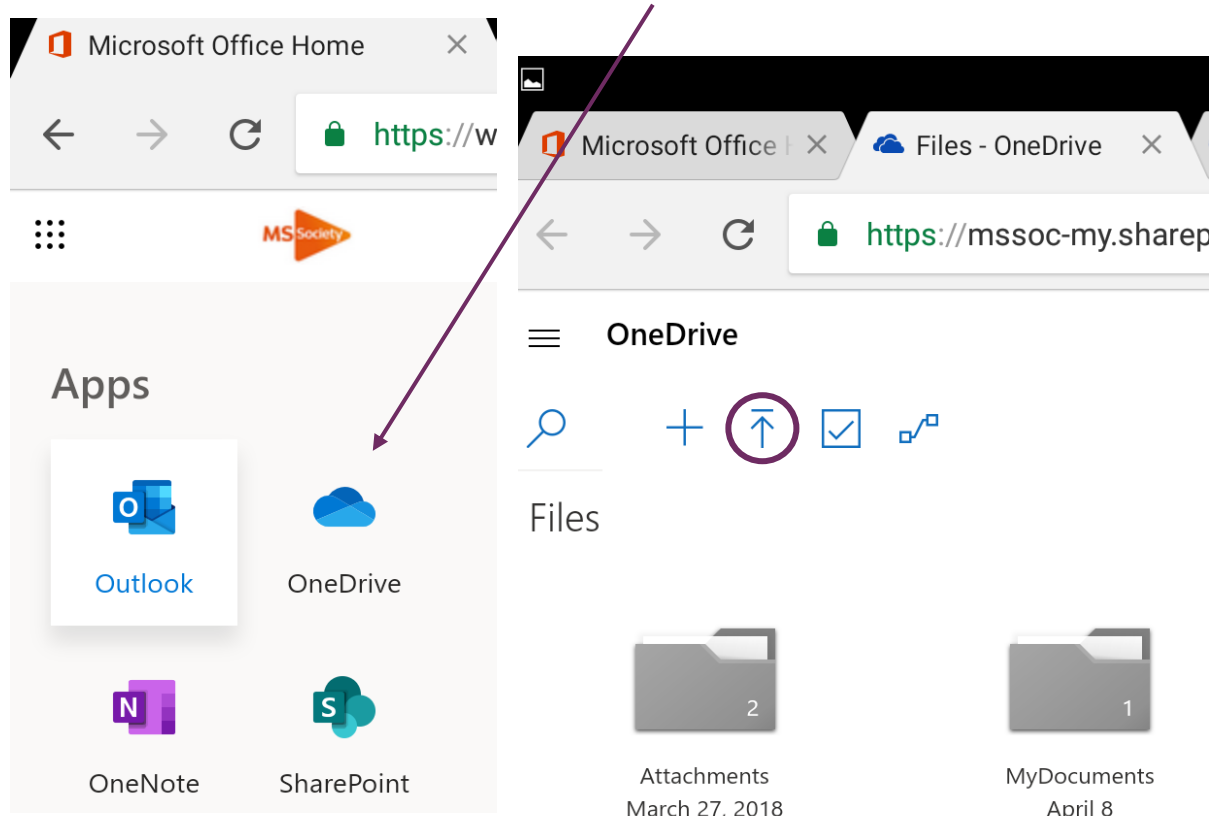 Microsoft Office Home
https://w
MS Society
Apps
Outlook
OneDrive
OneNote
SharePoint
Microsoft Office
Files - OneDrive
https://mssoc-my.sharep
OneDrive
Files
2
1
Attachments
MyDocuments
March 27, 2018
April 8